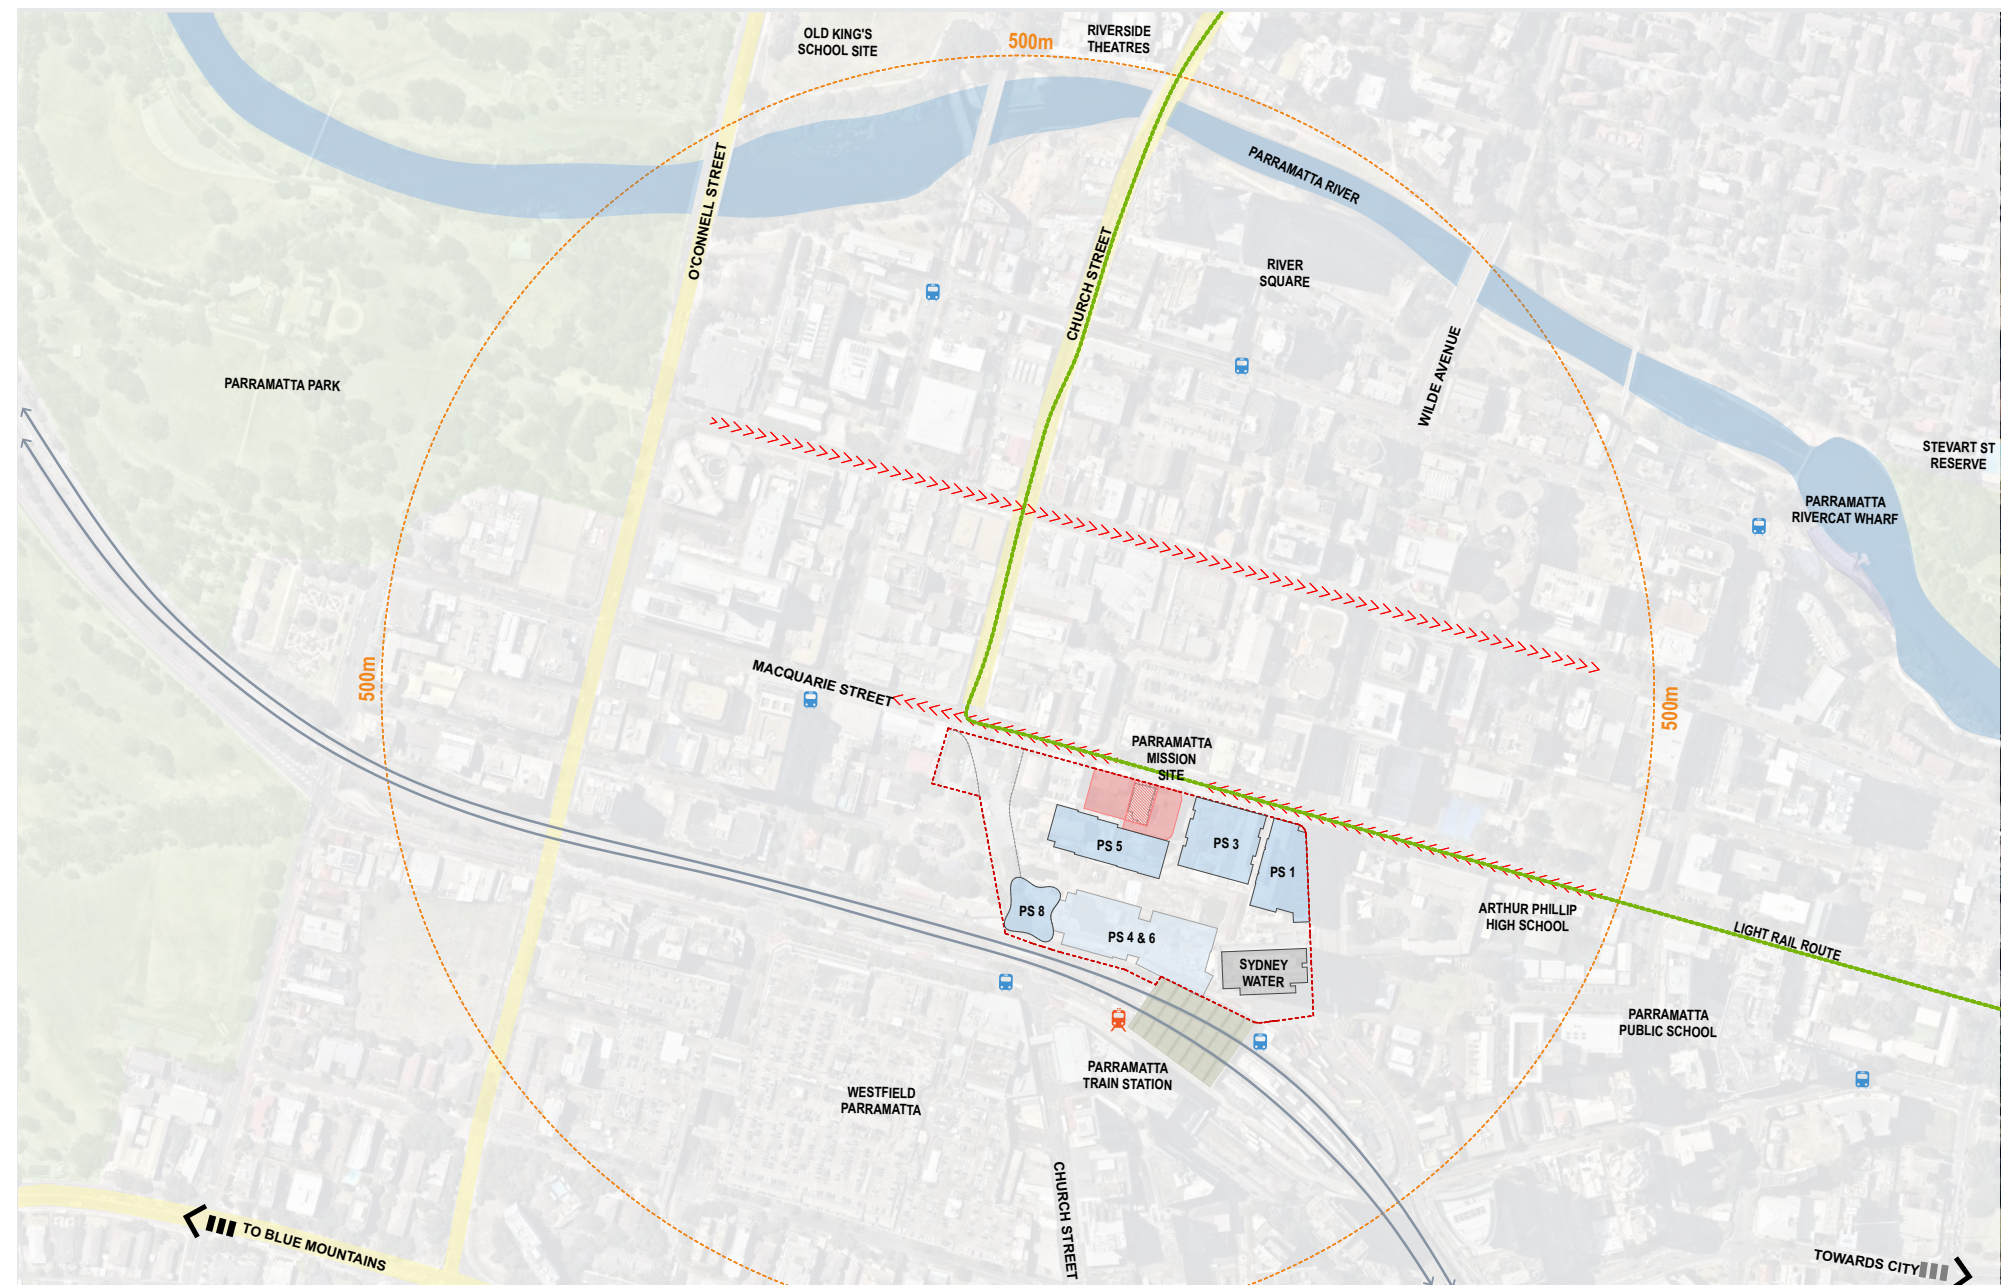 OLD KING'S
SCHOOL SITE
500m
RIVERSIDE
THEATRES
PARRAMATTA RIVER
O'CONNELL STREET
CHURCH STREET
RIVER
SQUARE
WILDE AVENUE
PARRAMATTA PARK
STEVART ST
RESERVE
PARRAMATTA
RIVERCAT WHARF
500m
MACQUARIE STREET
500m
PARRAMATTA
MISSION
SITE
PS 5
PS 3
PS 1
PS 8
PS 4 & 6
SYDNEY
WATER
ARTHUR PHILLIP
HIGH SCHOOL
LIGHT RAIL ROUTE
PARRAMATTA
PUBLIC SCHOOL
PARRAMATTA
TRAIN STATION
WESTFIELD
PARRAMATTA
CHURCH STREET
TO BLUE MOUNTAINS
TOWARDS CITY